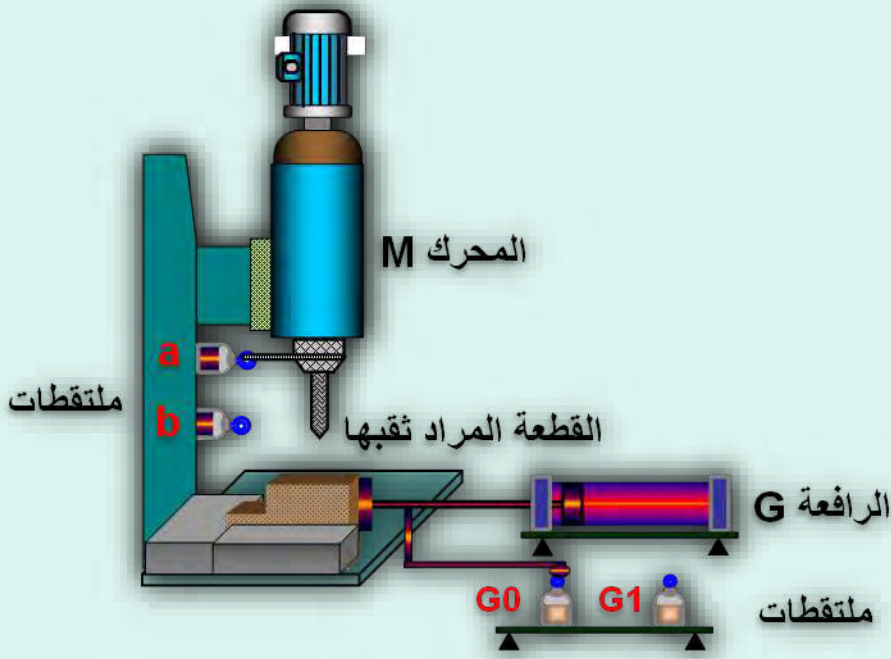 المحرك M
a
ملتقطات
b
القطعة المراد ثقبها
الرافعة G
G0
G1
ملتقطات